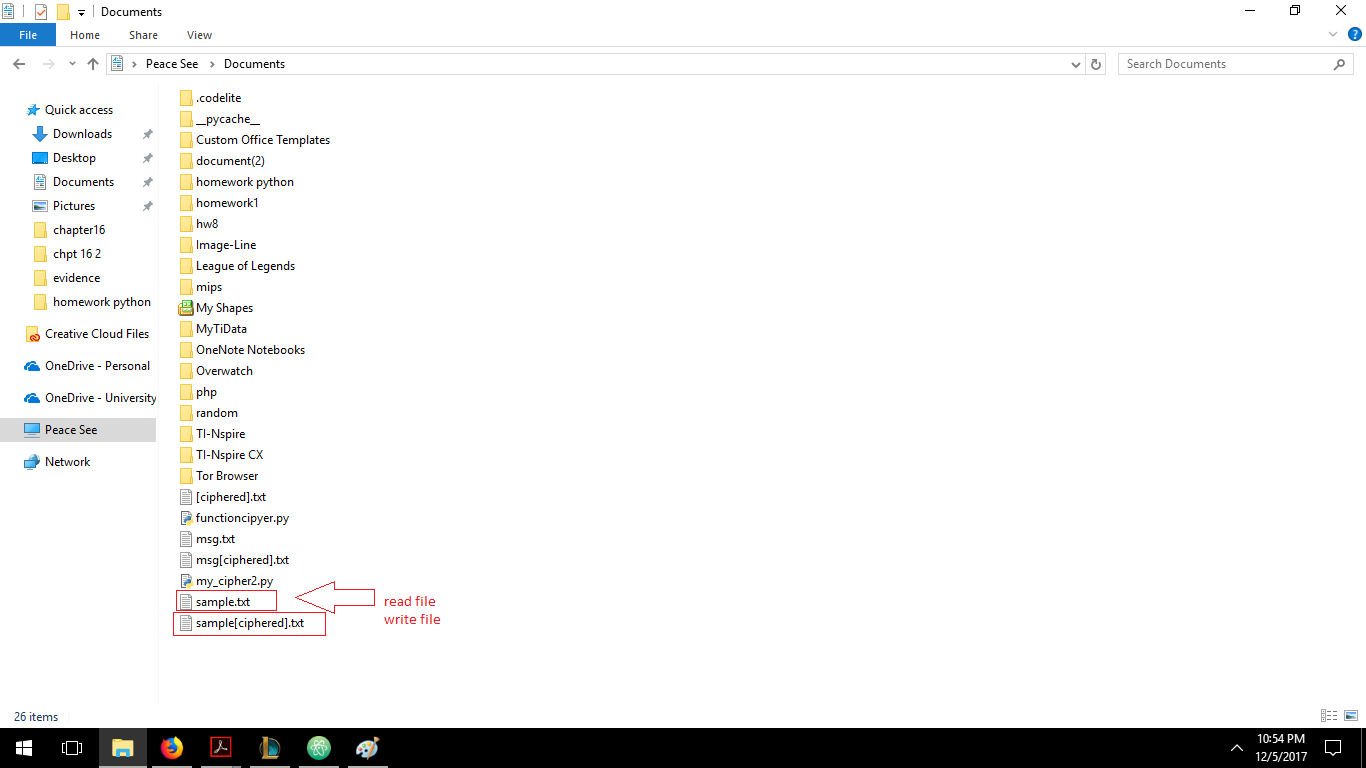 Documents
File Home Share View
Peace See Documents
Search Documents
Quick access
Downloads
Desktop
Documents
Pictures
chapter16
chpt 16 2
evidence
homework python
Creative Cloud Files
OneDrive - Personal
OneDrive - University
Peace See
Network
.codelite
__pycache__
Custom Office Templates
document(2)
homework python
homework1
hw8
Image-Line
League of Legends
mips
My Shapes
MyTiData
OneNote Notebooks
Overwatch
php
random
TI-Nspire
TI-Nspire CX
Tor Browser
[ciphered].txt
functioncipyer.py
msg.txt
msg[ciphered].txt
my_cipher2.py
sample.txt
sample[ciphered].txt
read file
write file
26 items
10:54 PM
12/5/2017